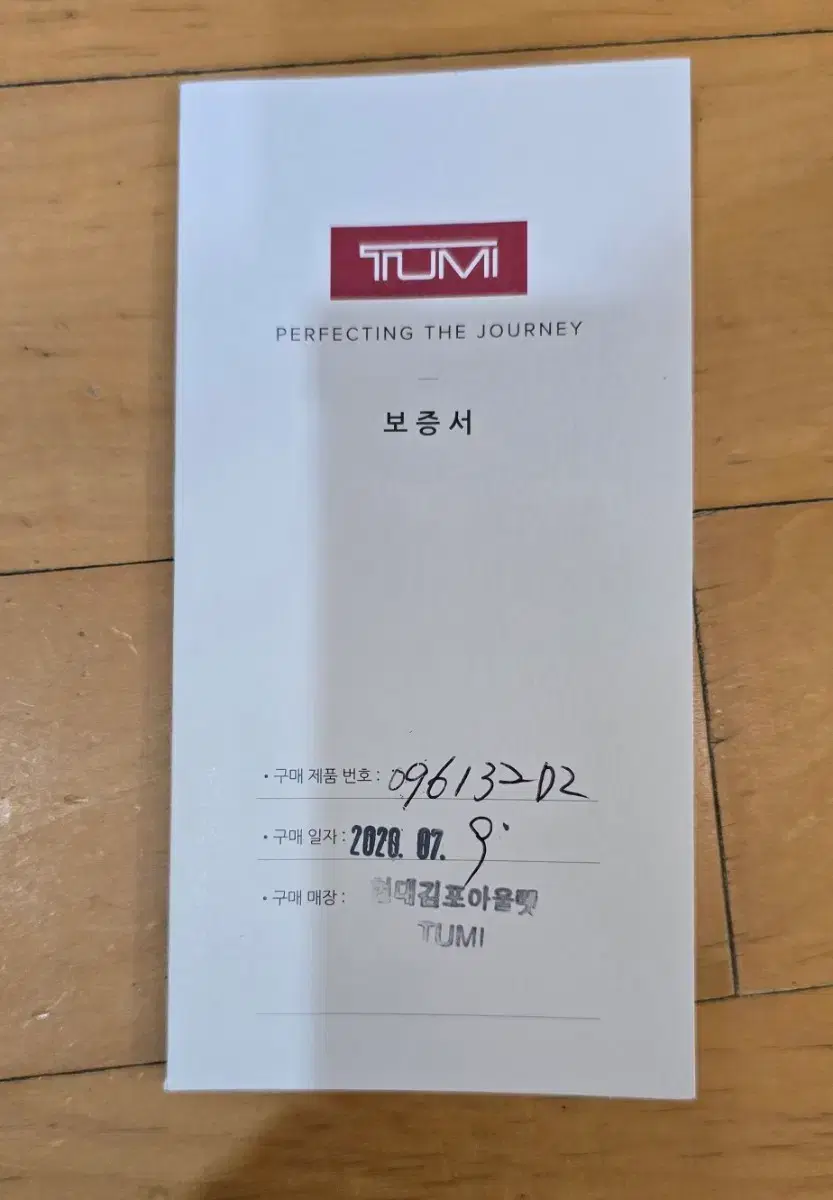 TUMI
PERFECTING THE JOURNEY
보증서
• 구매 제품 번호 : 096132D2
• 구매 일자 : 2020. 07. 9.
• 구매 매장 : 현대김포아울렛
TUMI